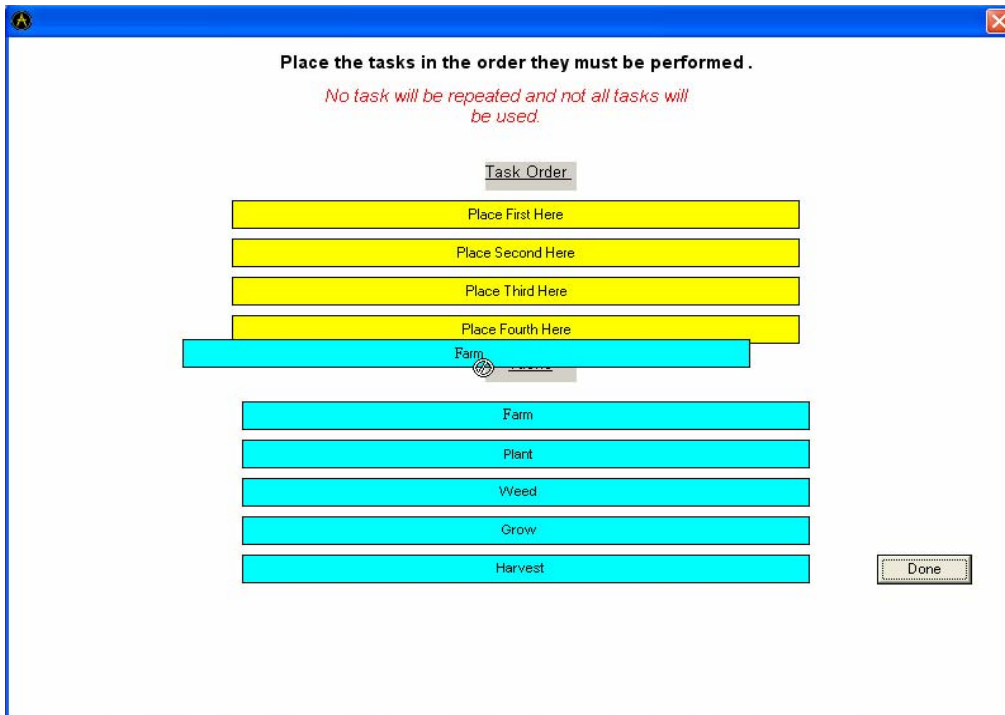 Place the tasks in the order they must be performed .
No task will be repeated and not all tasks will
be used.
Task Order
Place First Here
Place Second Here
Place Third Here
Place Fourth Here
Farm
Farm
Plant
Weed
Grow
Harvest
Done